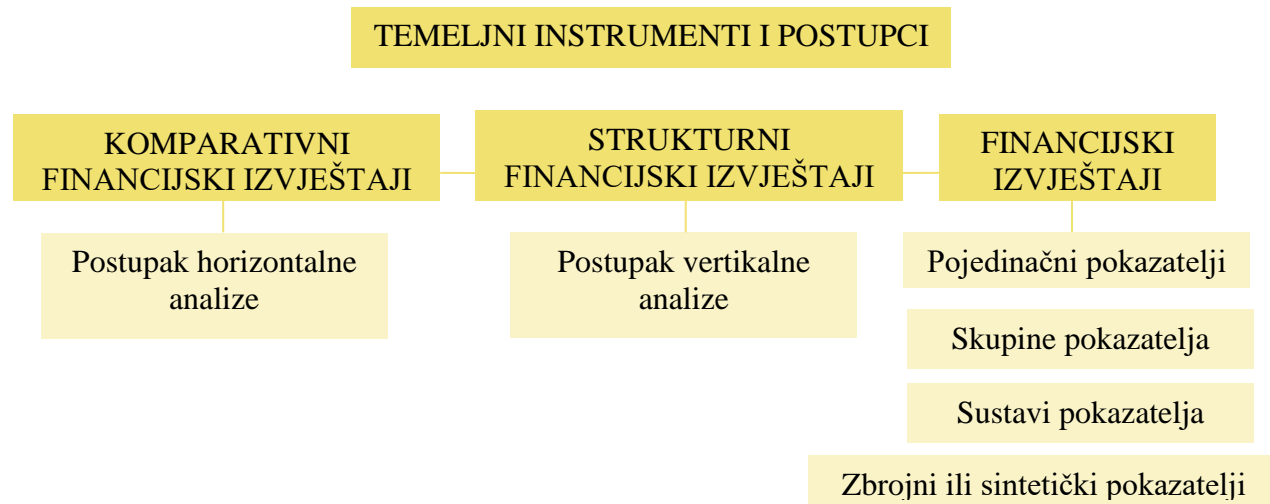 TEMELJNI INSTRUMENTI I POSTUPCI
KOMPARATIVNI
FINANCIJSKI IZVJEŠTAJI
Postupak horizontalne
analize
STRUKTURNI
FINANCIJSKI IZVJEŠTAJI
Postupak vertikalne
analize
FINANCIJSKI
IZVJEŠTAJI
Pojedinačni pokazatelji
Skupine pokazatelja
Sustavi pokazatelja
Zbrojni ili sintetički pokazatelji